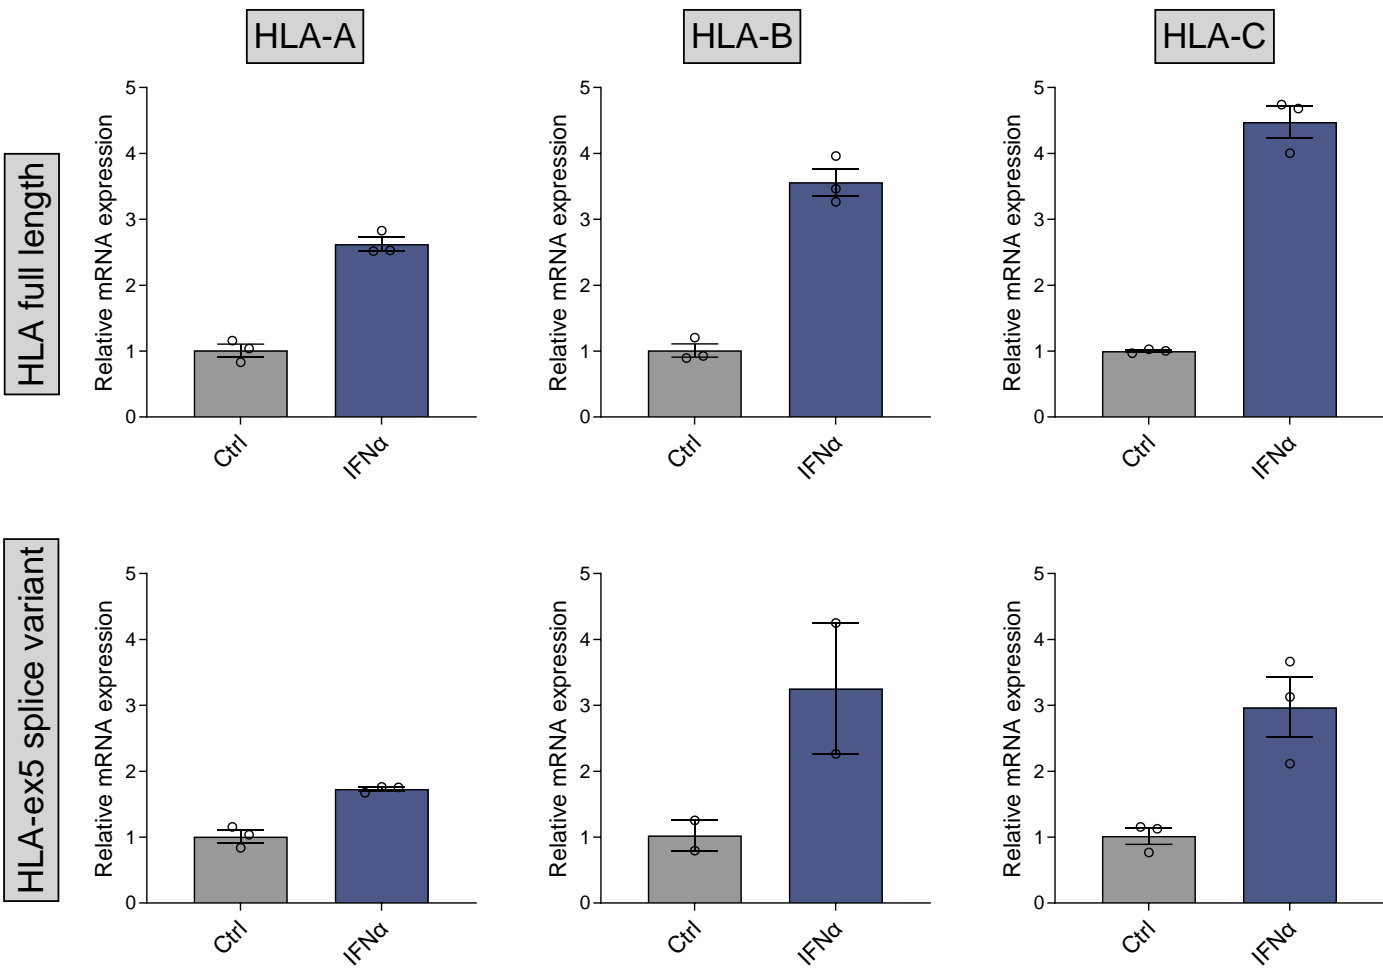 HLA-A
HLA-B
HLA-C
HLA full length
Relative mRNA expression
5
4
3
2
1
0
Ctrl
IFNα
Relative mRNA expression
5
4
3
2
1
0
Ctrl
IFNα
Relative mRNA expression
5
4
3
2
1
0
Ctrl
IFNα
HLA-ex5 splice variant
Relative mRNA expression
5
4
3
2
1
0
Ctrl
IFNα
Relative mRNA expression
5
4
3
2
1
0
Ctrl
IFNα
Relative mRNA expression
5
4
3
2
1
0
Ctrl
IFNα